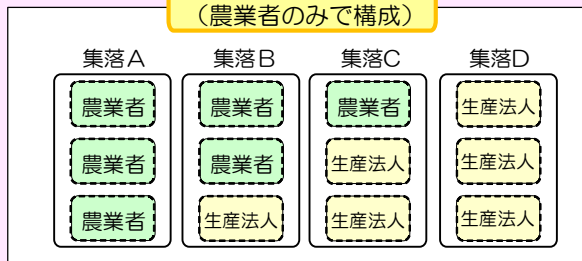 （農業者のみで構成）
集落Ａ 集落Ｂ 集落Ｃ 集落Ｄ
農業者 農業者 農業者 生産法人
農業者 農業者 生産法人 生産法人
農業者 生産法人 生産法人 生産法人